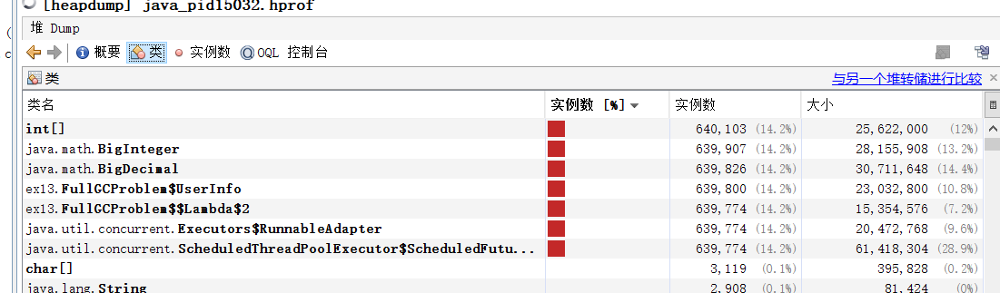 [heapdump] java_pid15032.hprof
堆 Dump
概要 类 实例数 OQL 控制台
类 与另一个堆转储进行比较
类名 实例数 [%] 实例数 大小
int[] 640,103 (14.2%) 25,622,000 (12%)
java.math.BigInteger 639,907 (14.2%) 28,155,908 (13.2%)
java.math.BigDecimal 639,826 (14.2%) 30,711,648 (14.4%)
ex13.FullGCProblem$UserInfo 639,800 (14.2%) 23,032,800 (10.8%)
ex13.FullGCProblem$$Lambda$2 639,774 (14.2%) 15,354,576 (7.2%)
java.util.concurrent.Executors$RunnableAdapter 639,774 (14.2%) 20,472,768 (9.6%)
java.util.concurrent.ScheduledThreadPoolExecutor$ScheduledFutu... 639,774 (14.2%) 61,418,304 (28.9%)
char[] 3,119 (0.1%) 395,828 (0.2%)
java.lang.String 2,908 (0.1%) 81,424 (0%)